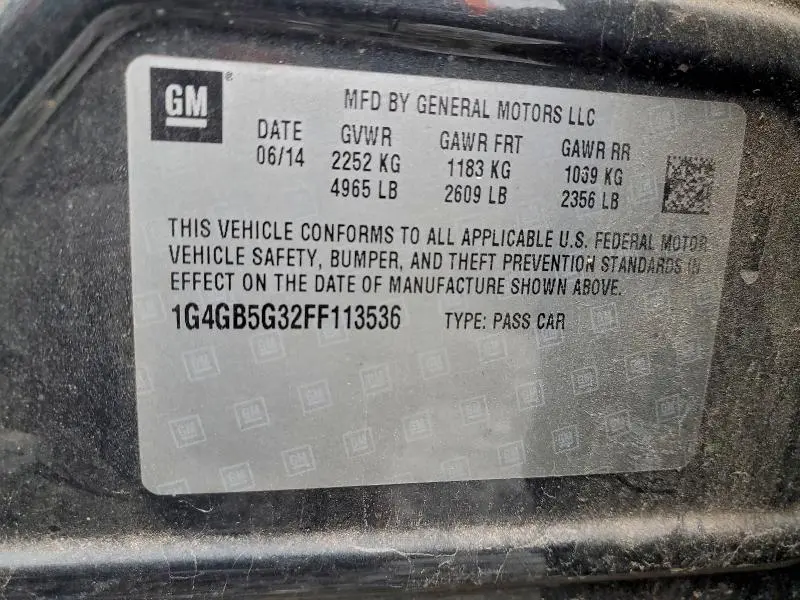 GM ®
MFD BY GENERAL MOTORS LLC
DATE GVWR GAWR FRT GAWR RR
06/14 2252 KG 1183 KG 1069 KG
4965 LB 2609 LB 2356 LB
THIS VEHICLE CONFORMS TO ALL APPLICABLE U.S. FEDERAL MOTOR
VEHICLE SAFETY, BUMPER, AND THEFT PREVENTION STANDARDS IN
EFFECT ON THE DATE OF MANUFACTURE SHOWN ABOVE.
1G4GB5G32FF113536 TYPE: PASS CAR